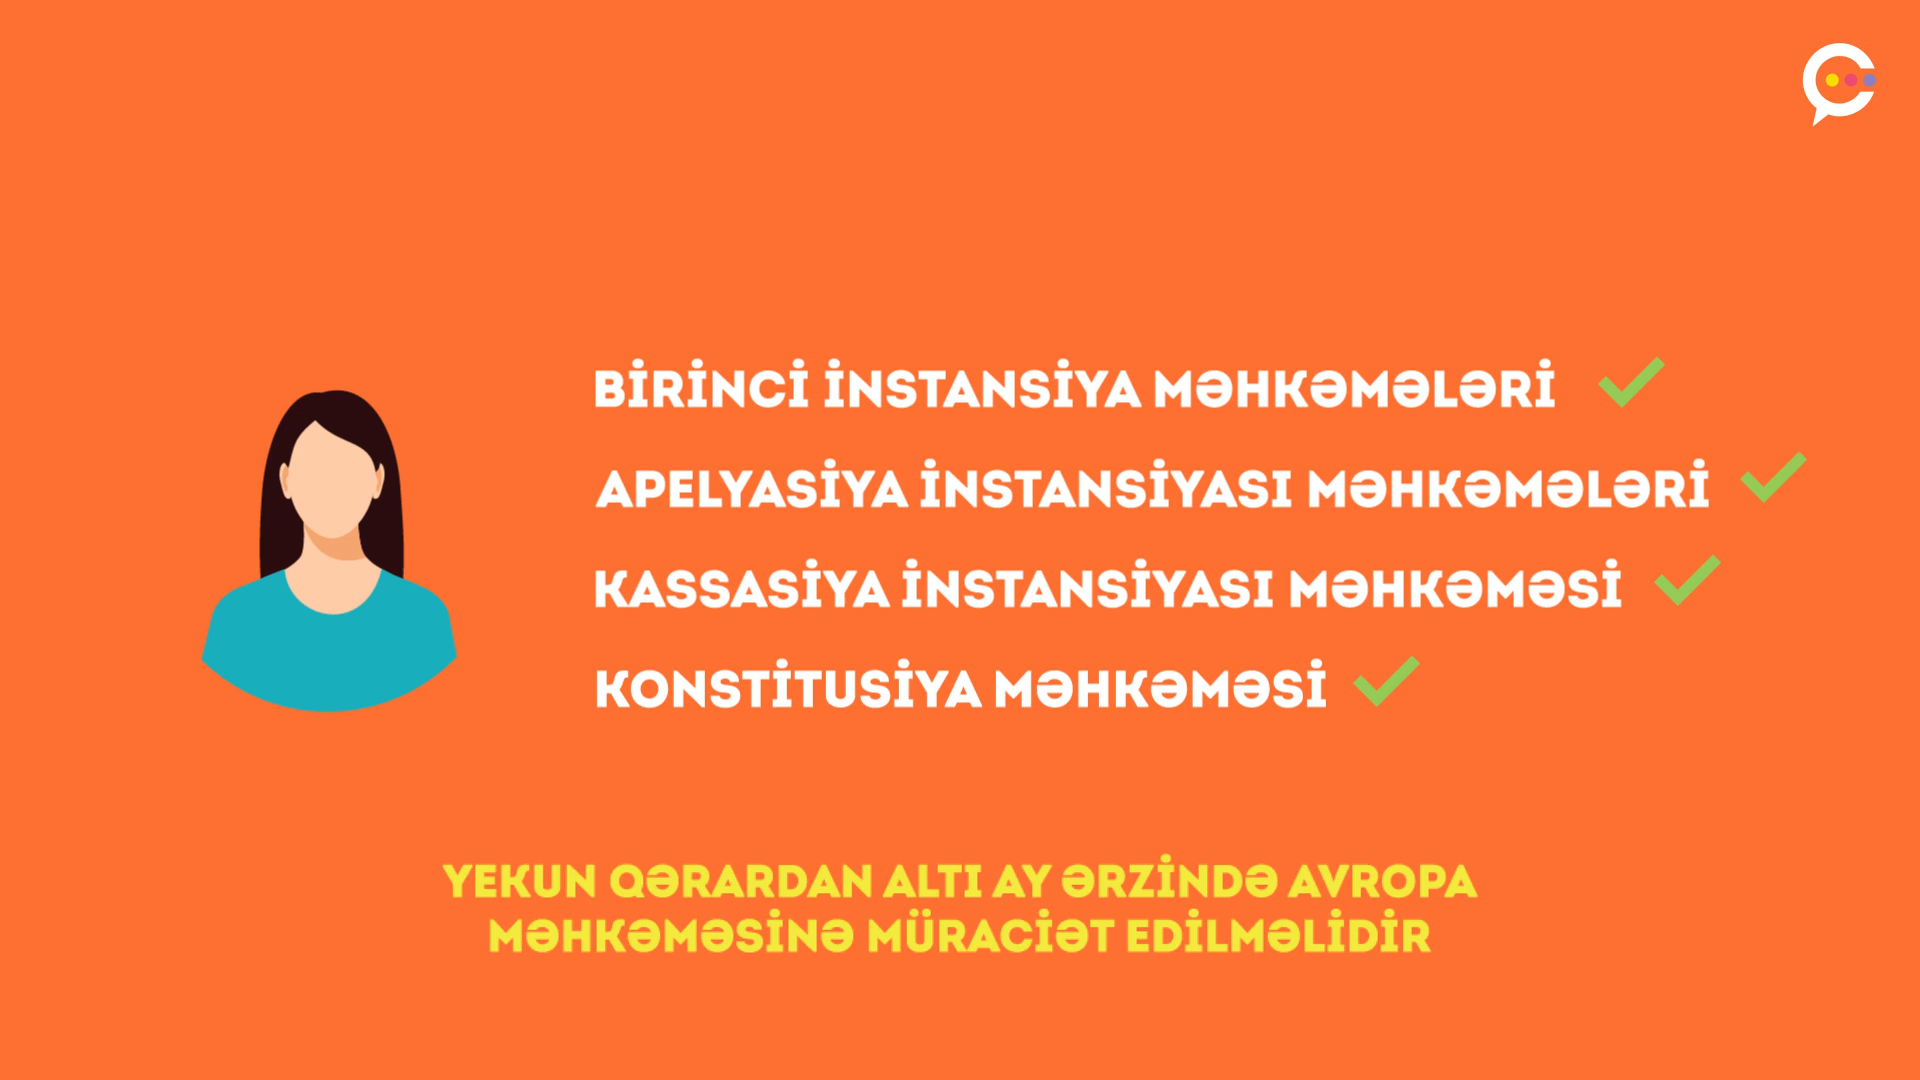 BİRİNCİ İNSTANSİYA MƏHKƏMƏLƏRİ
APELYASİYA İNSTANSİYASI MƏHKƏMƏLƏRİ
KASSASİYA İNSTANSİYASI MƏHKƏMƏSİ
KONSTİTUSİYA MƏHKƏMƏSİ
YEKUN QƏRARDAN ALTI AY ƏRZİNDƏ AVROPA
MƏHKƏMƏSİNƏ MÜRACİƏT EDİLMƏLİDİR